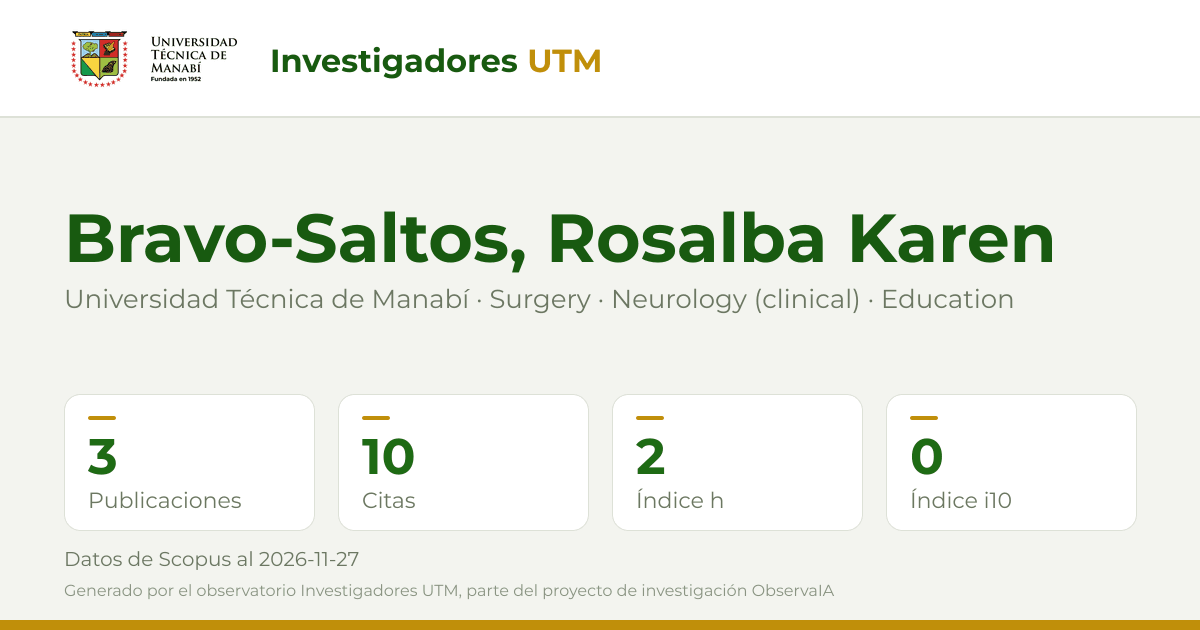 UNIVERSIDAD
TÉCNICA DE
MANABÍ
Fundada en 1952
Investigadores UTM
Bravo-Saltos, Rosalba Karen
Universidad Técnica de Manabí · Surgery · Neurology (clinical) · Education
3
Publicaciones
10
Citas
2
Índice h
0
Índice i10
Datos de Scopus al 2026-11-27
Generado por el observatorio Investigadores UTM, parte del proyecto de investigación ObservaIA